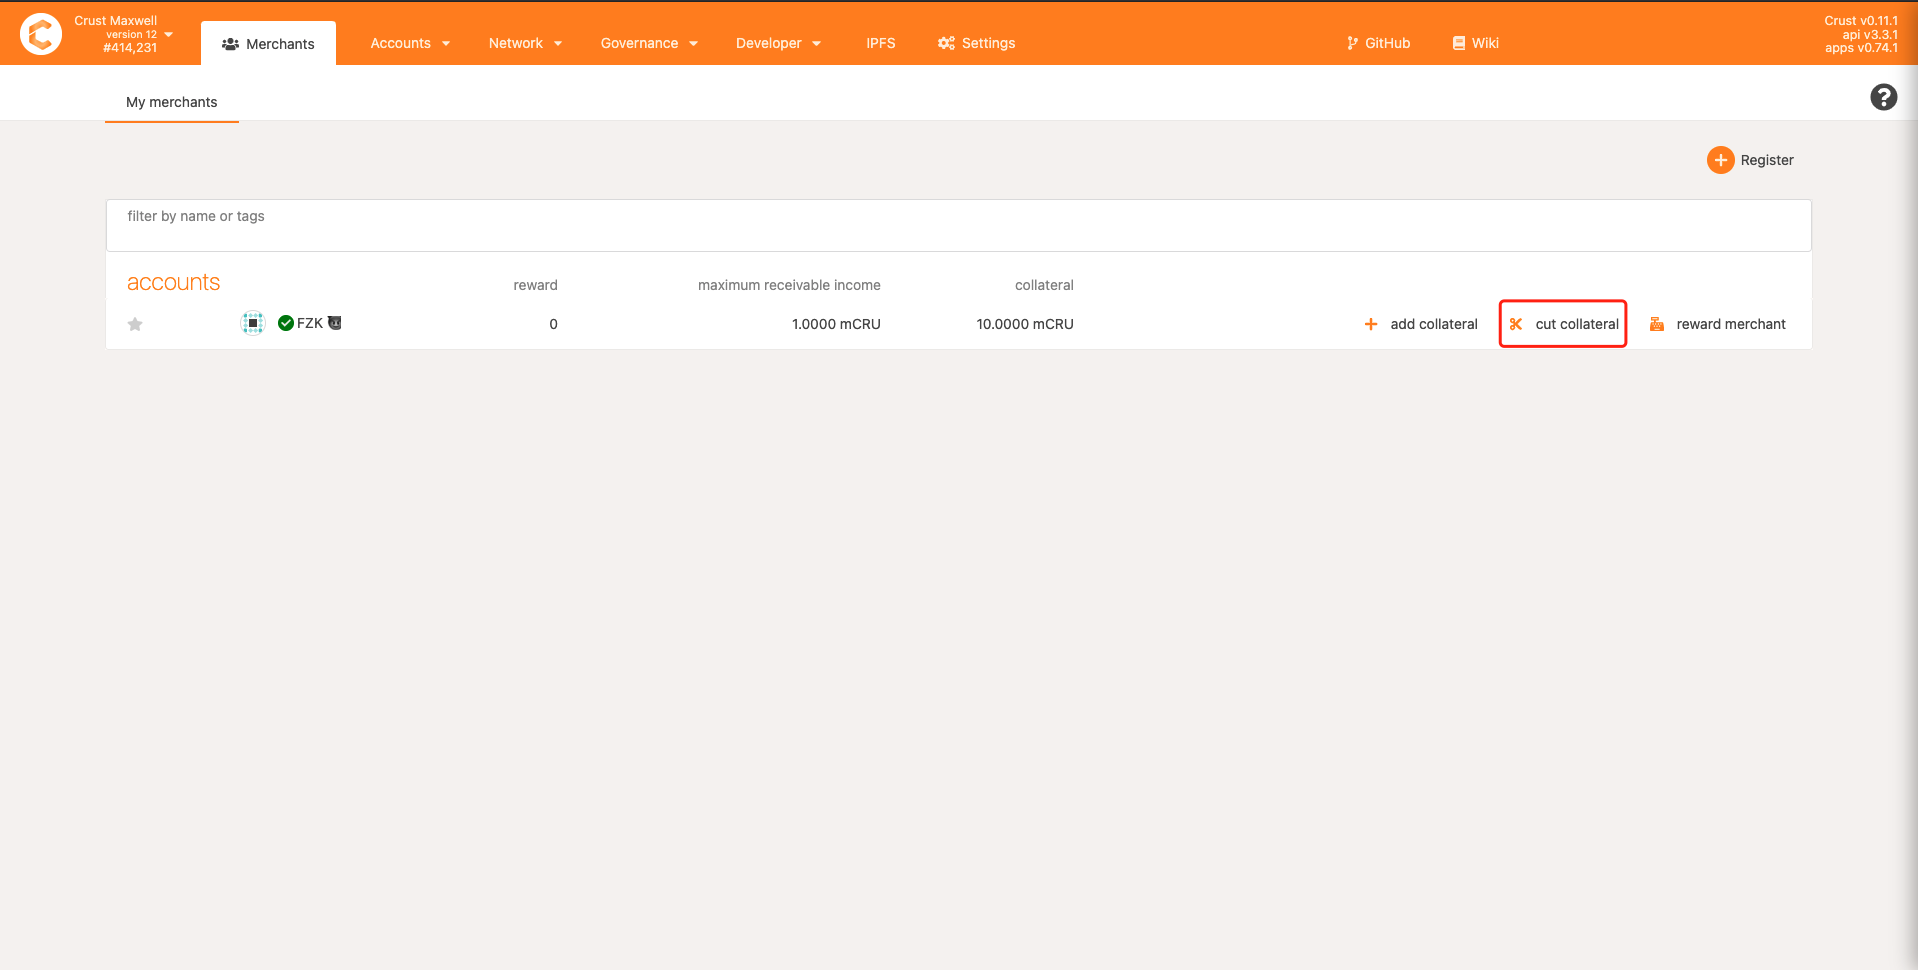 Crust Maxwell
version 12
#414,231
Merchants
Accounts
Network
Governance
Developer
IPFS
Settings
GitHub
Wiki
Crust v0.11.1
api v3.3.1
apps v0.74.1
My merchants
Register
filter by name or tags
accounts reward maximum receivable income collateral
FZK 0 1.0000 mCRU 10.0000 mCRU add collateral cut collateral reward merchant